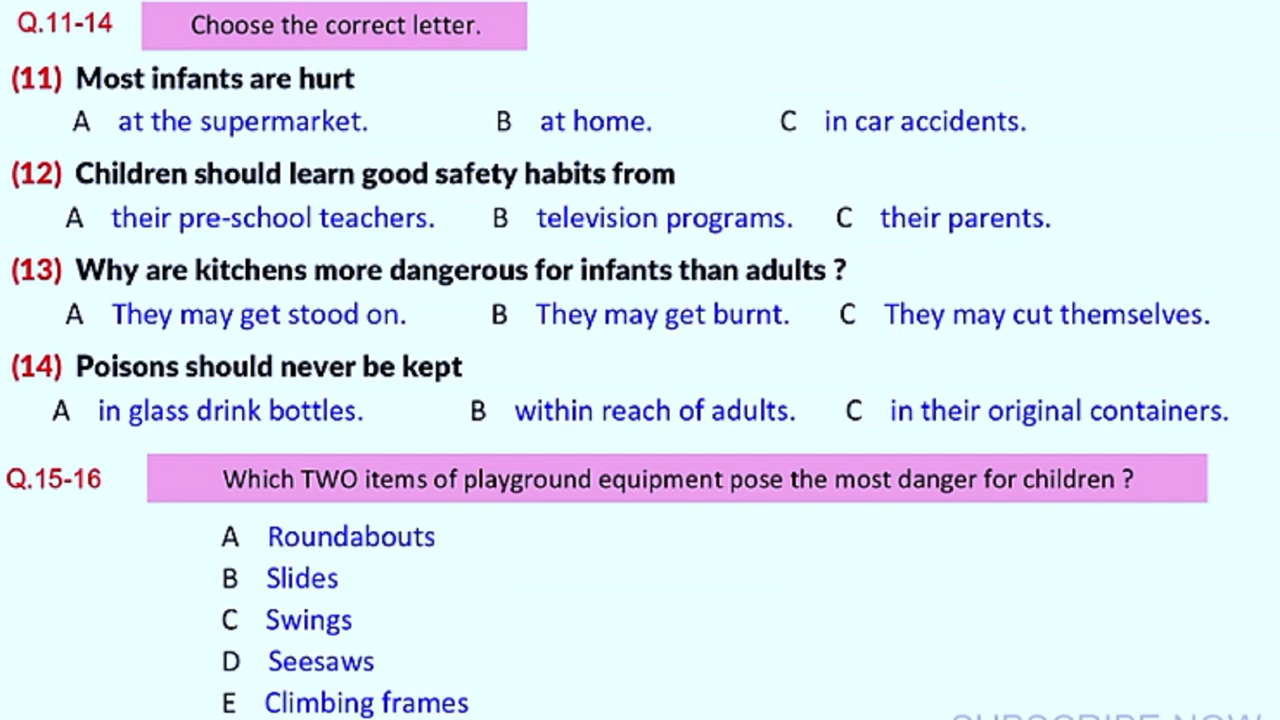 Q.11-14 Choose the correct letter.
(11) Most infants are hurt
A at the supermarket. B at home. C in car accidents.
(12) Children should learn good safety habits from
A their pre-school teachers. B television programs. C their parents.
(13) Why are kitchens more dangerous for infants than adults ?
A They may get stood on. B They may get burnt. C They may cut themselves.
(14) Poisons should never be kept
A in glass drink bottles. B within reach of adults. C in their original containers.
Q.15-16 Which TWO items of playground equipment pose the most danger for children ?
A Roundabouts
B Slides
C Swings
D Seesaws
E Climbing frames
SUBSCRIBE NOW